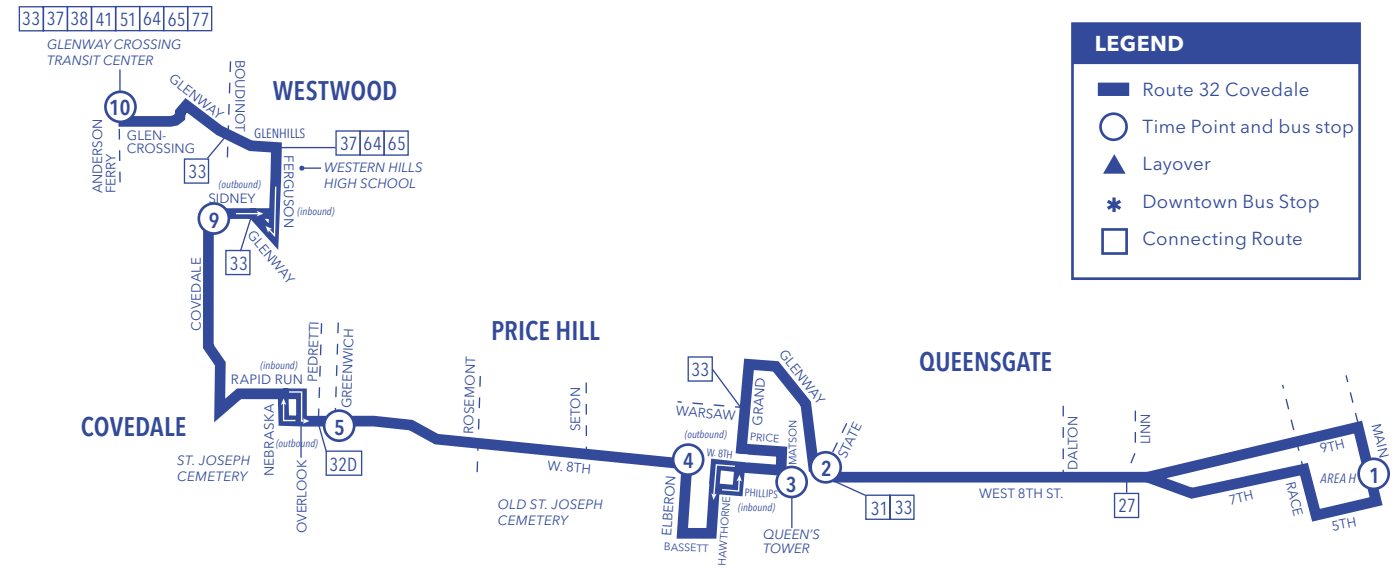 33 37 38 41 51 64 65 77
GLENWAY CROSSING
TRANSIT CENTER
10
ANDERSON
FERRY
GLEN-
CROSSING
GLENWAY
BOUDINOT
WESTWOOD
GLENHILLS
37 64 65
33
FERGUSON
WESTERN HILLS
HIGH SCHOOL
(outbound)
SIDNEY
(inbound)
9
33
GLENWAY
COVEDALE
(inbound)
RAPID RUN
PEDRETTI
GREENWICH
COVEDALE
NEBRASKA
(outbound)
5
ST. JOSEPH
CEMETERY
OVERLOOK
32D
PRICE HILL
ROSEMONT
SETON
W. 8TH
OLD ST. JOSEPH
CEMETERY
33
WARSAW
GRAND
GLENWAY
(outbound)
PRICE
MATSON
4
W. 8TH
ELBERON
BASSETT
HAWTHORNE
PHILLIPS
(inbound)
3
QUEEN'S
TOWER
2
STATE
31 33
QUEENSGATE
DALTON
LINN
WEST 8TH ST.
27
9TH
MAIN
AREA H
1
7TH
RACE
5TH
LEGEND
Route 32 Covedale
Time Point and bus stop
Layover
Downtown Bus Stop
Connecting Route